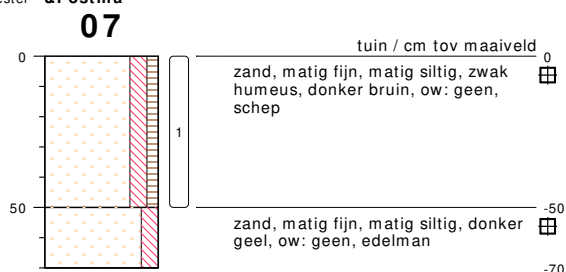 07
tuin / cm tov maaiveld
0
0
zand, matig fijn, matig siltig, zwak
humeus, donker bruin, ow: geen,
schep
1
50
-50
zand, matig fijn, matig siltig, donker
geel, ow: geen, edelman
-70